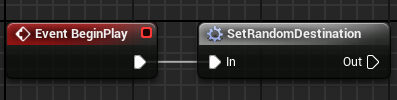 Event BeginPlay
SetRandomDestination
In
Out